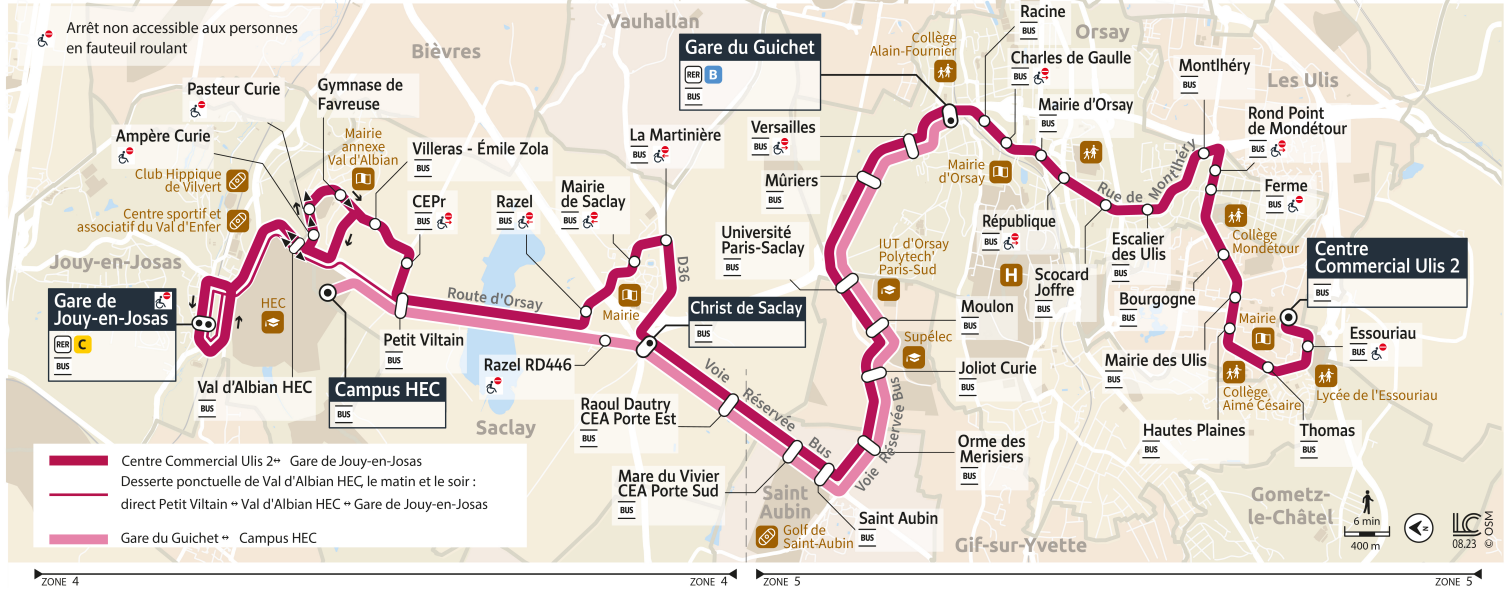 Arrêt non accessible aux personnes
en fauteuil roulant
Bièvres
Vauhallan
Orsay
Les Ulis
Jouy-en-Josas
Saclay
Saint
Aubin
Gif-sur-Yvette
Gometz-
le-Châtel
Pasteur Curie
Gymnase de
Favreuse
BUS
Ampère Curie
Mairie
annexe
Val d'Albian
Club Hippique
de Vilvert
Centre sportif et
associatif du Val d'Enfer
Villeras - Émile Zola
BUS
CEPr
BUS
Razel
BUS
Mairie
de Saclay
BUS
La Martinière
BUS
D36
Mairie
HEC
Gare de
Jouy-en-Josas
RER C
BUS
Val d'Albian HEC
BUS
Campus HEC
BUS
Petit Viltain
BUS
Route d'Orsay
Razel RD446
Christ de Saclay
BUS
Raoul Dautry
CEA Porte Est
BUS
Mare du Vivier
CEA Porte Sud
BUS
Voie Réservée Bus
Saint Aubin
BUS
Golf de
Saint-Aubin
Voie Réservée Bus
Orme des
Merisiers
BUS
Joliot Curie
BUS
Supélec
Moulon
BUS
IUT d'Orsay
Polytech'
Paris-Sud
Université
Paris-Saclay
BUS
Mûriers
BUS
Versailles
BUS
Gare du Guichet
RER B
BUS
Collège
Alain-Fournier
Racine
BUS
Charles de Gaulle
BUS
Mairie d'Orsay
BUS
Mairie
d'Orsay
République
BUS
H
Scocard
Joffre
BUS
Rue de Montlhéry
Escalier
des Ulis
BUS
Montlhéry
BUS
Rond Point
de Mondétour
BUS
Ferme
BUS
Collège
Mondétour
Bourgogne
BUS
Mairie des Ulis
BUS
Centre
Commercial Ulis 2
BUS
Mairie
Essouriau
BUS
Collège
Aimé Césaire
Lycée de l'Essouriau
Hautes Plaines
BUS
Thomas
BUS
Centre Commercial Ulis 2↔ Gare de Jouy-en-Josas
Desserte ponctuelle de Val d'Albian HEC, le matin et le soir :
direct Petit Viltain ↔ Val d'Albian HEC ↔ Gare de Jouy-en-Josas
Gare du Guichet ↔ Campus HEC
6 min
400 m
N
LC
08.23
© OSM
ZONE 4
ZONE 4
ZONE 5
ZONE 5